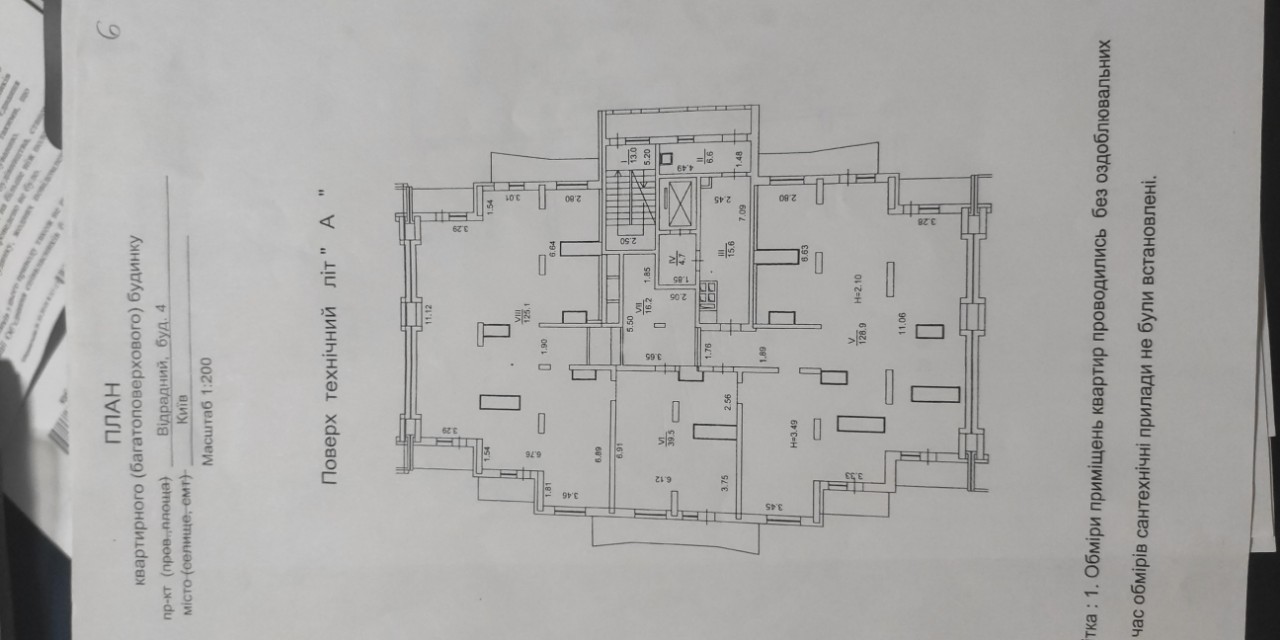 6
ПЛАН
квартирного (багатоповерхового) будинку
пр-кт (пров.,площа) Відрадний, буд. 4
місто (селище, смт) Київ
Масштаб 1:200
Поверх технічний літ " А "
I
13.0
5.20
II
6.6
4.49
1.48
2.50
IV
4.7
1.85
2.45
7.09
III
15.6
1.85
2.06
VII
16.2
5.50
3.65
1.76
1.89
VIII
125.1
11.12
3.29
1.54
3.01
2.80
6.64
1.90
3.29
1.54
6.76
1.81
3.46
6.89
VI
39.5
6.91
6.12
2.56
3.75
V
128.9
H=2.10
H=3.49
2.80
6.63
3.28
11.06
3.45
3.33
тка : 1. Обміри приміщень квартир проводились без оздоблювальних
час обмірів сантехнічні прилади не були встановлені.